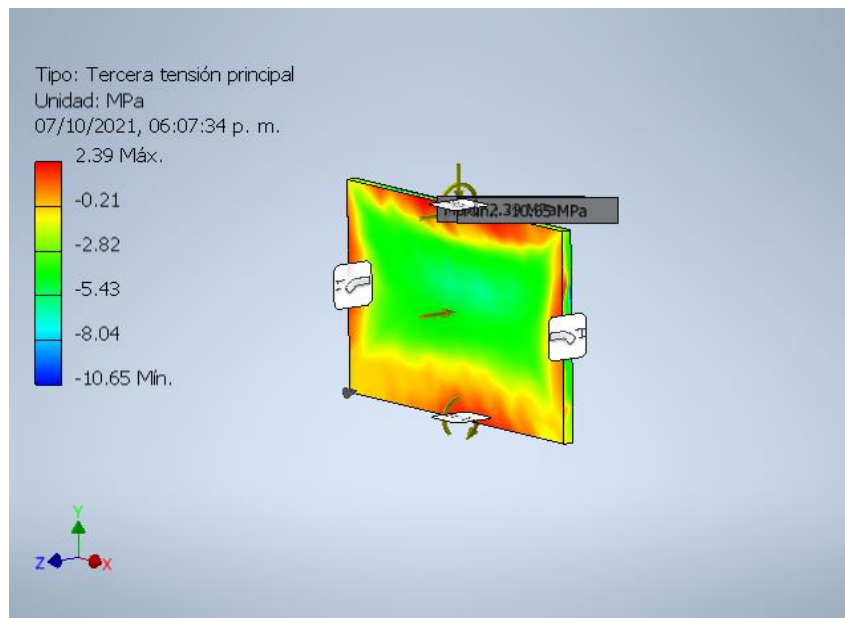 Tipo: Tercera tensión principal
Unidad: MPa
07/10/2021, 06:07:34 p. m.
2.39 Máx.
-0.21
-2.82
-5.43
-8.04
-10.65 Mín.
Y
Z
X